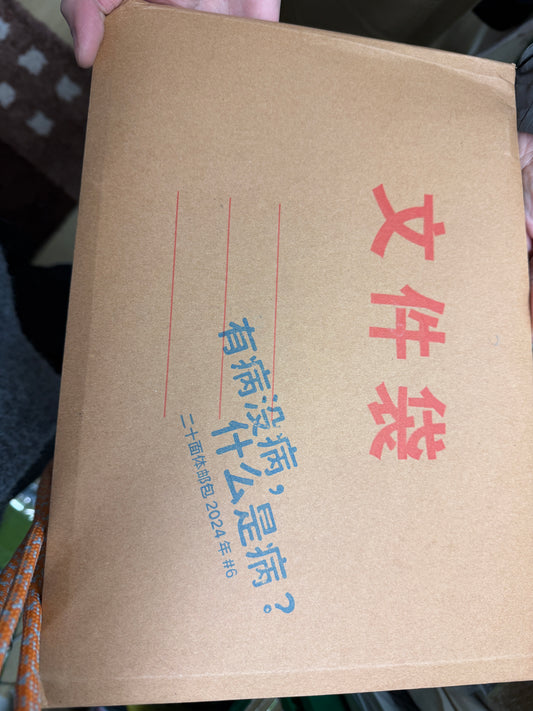 文件袋
有病没病，
什么是病？
二十面体邮包 2024 年 #6